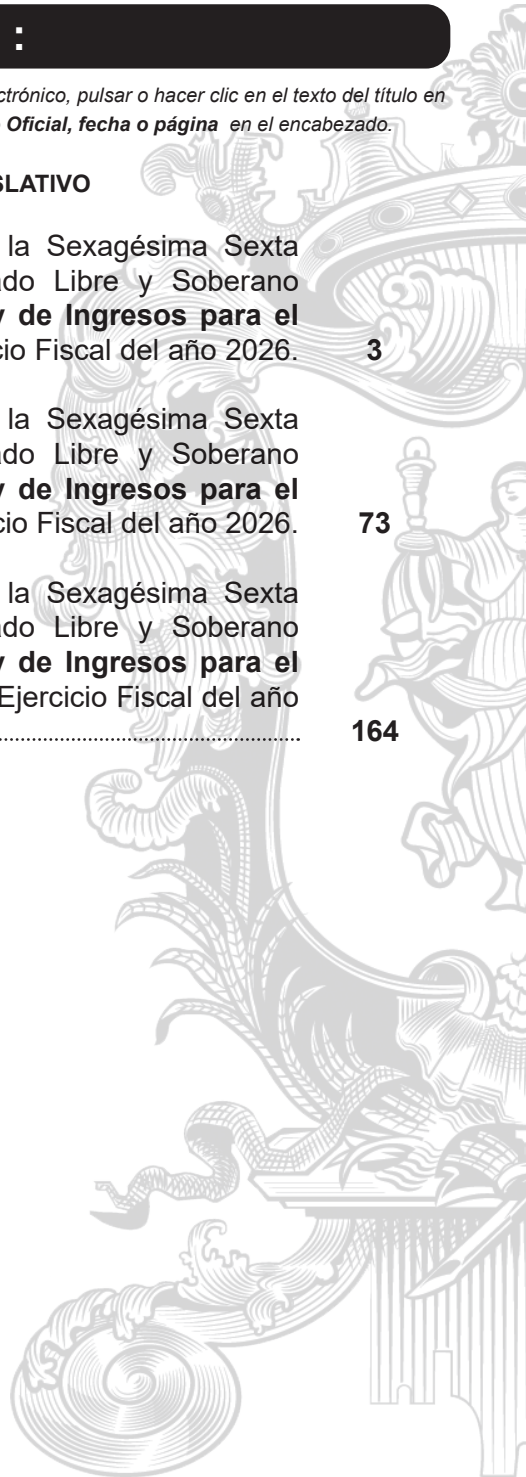 :
ctrónico, pulsar o hacer clic en el texto del título en
Oficial, fecha o página en el encabezado.
SLATIVO
la Sexagésima Sexta
ado Libre y Soberano
y de Ingresos para el
cio Fiscal del año 2026. 3
la Sexagésima Sexta
ado Libre y Soberano
y de Ingresos para el
cio Fiscal del año 2026. 73
la Sexagésima Sexta
ado Libre y Soberano
y de Ingresos para el
Ejercicio Fiscal del año
........................................................... 164